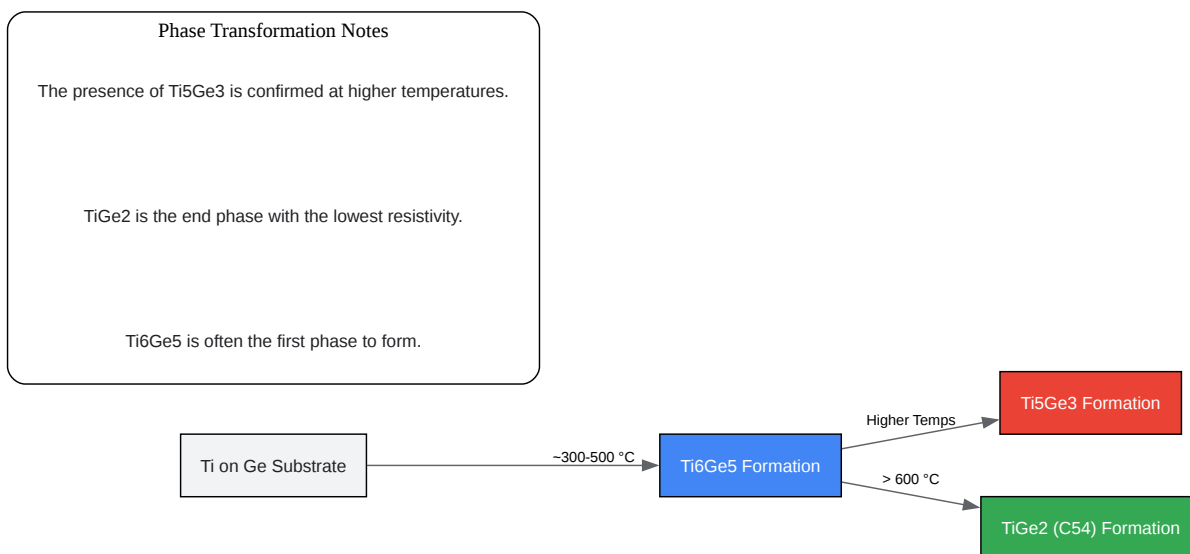 Phase Transformation Notes
The presence of Ti5Ge3 is confirmed at higher temperatures.
TiGe2 is the end phase with the lowest resistivity.
Ti6Ge5 is often the first phase to form.
Ti on Ge Substrate
~300-500 °C
Ti6Ge5 Formation
Higher Temps
Ti5Ge3 Formation
> 600 °C
TiGe2 (C54) Formation